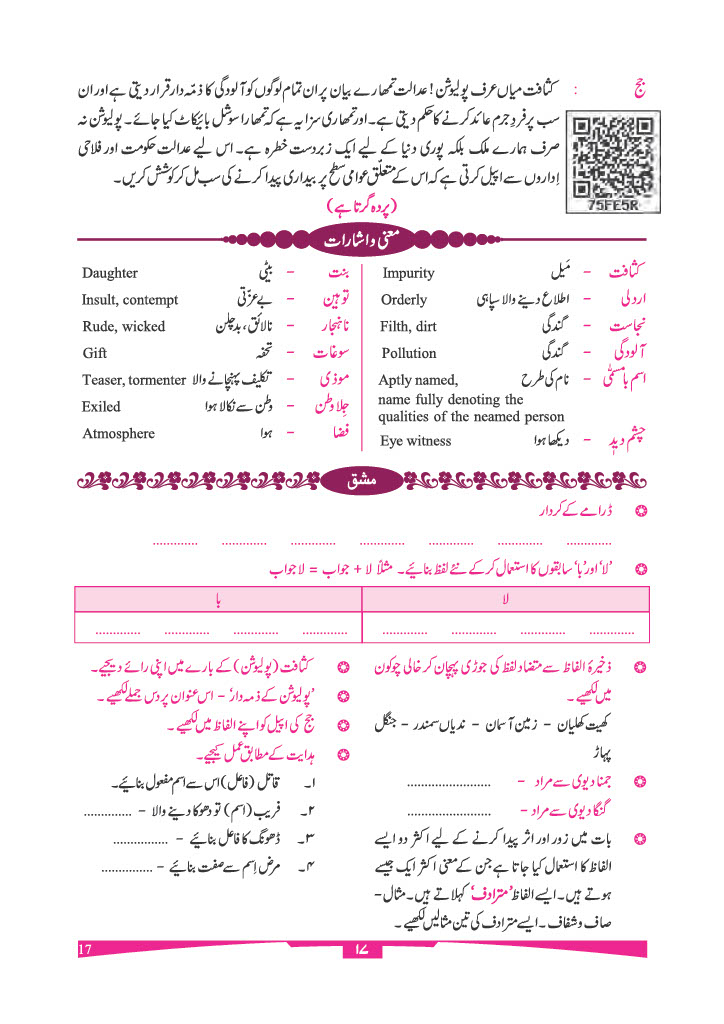 جج : کثافت میاں عرف پولیوشن! عدالت تمھارے بیان پر ان تمام لوگوں کو آلودگی کا ذمّہ دار قرار دیتی ہے اور ان
سب پر فردِ جرم عائد کرنے کا حکم دیتی ہے۔ اور تمھاری سزا یہ ہے کہ تمھارا سوشل بائیکاٹ کیا جائے۔ پولیوشن نہ
صرف ہمارے ملک بلکہ پوری دنیا کے لیے ایک زبردست خطرہ ہے۔ اس لیے عدالت حکومت اور فلاحی
اِداروں سے اپیل کرتی ہے کہ اس کے متعلق عوامی سطح پر بیداری پیدا کرنے کی سب مل کر کوشش کریں۔
75FE5R
(پردہ گرتا ہے)
معنی و اشارات
کثافت - مَیل Impurity
اردلی - اطلاع دینے والا سپاہی Orderly
نجاست - گندگی Filth, dirt
آلودگی - گندگی Pollution
اسم بامسمّٰی - نام کی طرح Aptly named,
name fully denoting the
qualities of the neamed person
چشم دید - دیکھا ہوا Eye witness
بنت - بیٹی Daughter
توہین - بے عزّتی Insult, contempt
ناہنجار - نالائق، بدچلن Rude, wicked
سوغات - تحفہ Gift
موذی - تکلیف پہنچانے والا Teaser, tormenter
جِلا وطن - وطن سے نکالا ہوا Exiled
فضا - ہوا Atmosphere
مشق
ڈرامے کے کردار
............. ............. ............. ............. ............. ............. .............
’لا‘ اور ’با‘ سابقوں کا استعمال کر کے نئے لفظ بنائیے۔ مثلاً لا + جواب = لاجواب
لا با
............. ............. ............. ............. ............. ............. ............. .............
ذخیرۂ الفاظ سے متضاد لفظ کی جوڑی پہچان کر خالی چوکون
میں لکھیے۔
کھیت کھلیان - زمین آسمان - ندیاں سمندر - جنگل
پہاڑ
جمنا دیوی سے مراد - ........................
گنگا دیوی سے مراد - ........................
بات میں زور اور اثر پیدا کرنے کے لیے اکثر دو ایسے
الفاظ کا استعمال کیا جاتا ہے جن کے معنی اکثر ایک جیسے
ہوتے ہیں۔ ایسے الفاظ ’مترادف‘ کہلاتے ہیں۔ مثال-
صاف و شفاف۔ ایسے مترادف کی تین مثالیں لکھیے۔
کثافت (پولیوشن) کے بارے میں اپنی رائے دیجیے۔
’پولیوشن کے ذمہ دار‘ - اس عنوان پر دس جملے لکھیے۔
جج کی اپیل کو اپنے الفاظ میں لکھیے۔
ہدایت کے مطابق عمل کیجیے۔
۱۔ قاتل (فاعل) اس سے اسم مفعول بنائیے۔
۲۔ فریب (اسم) تو دھوکا دینے والا - ..............
۳۔ ڈھونگ کا فاعل بنائیے - ................
۴۔ مرض اِسم سے صفت بنائیے - ...............
۱۷
17